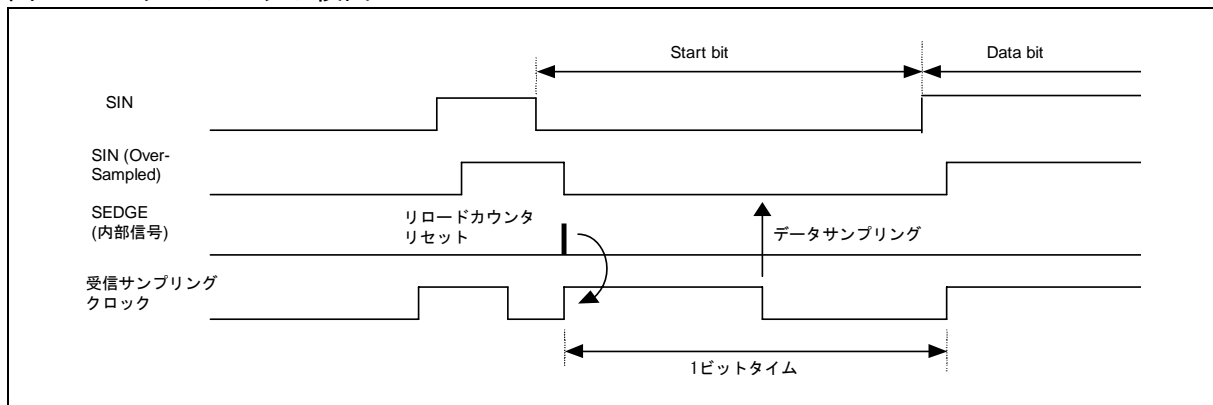 Start bit
Data bit
SIN
SIN (Over-
Sampled)
SEDGE
(内部信号)
リロードカウンタ
リセット
データサンプリング
受信サンプリング
クロック
1ビットタイム